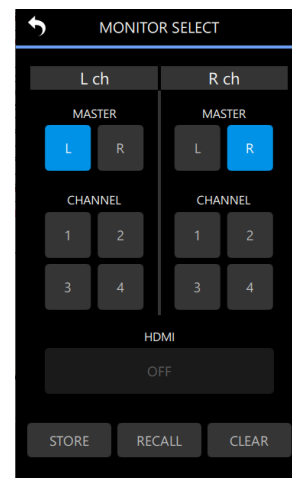 MONITOR SELECT
L ch R ch
MASTER MASTER
L R L R
CHANNEL CHANNEL
1 2 1 2
3 4 3 4
HDMI
OFF
STORE RECALL CLEAR